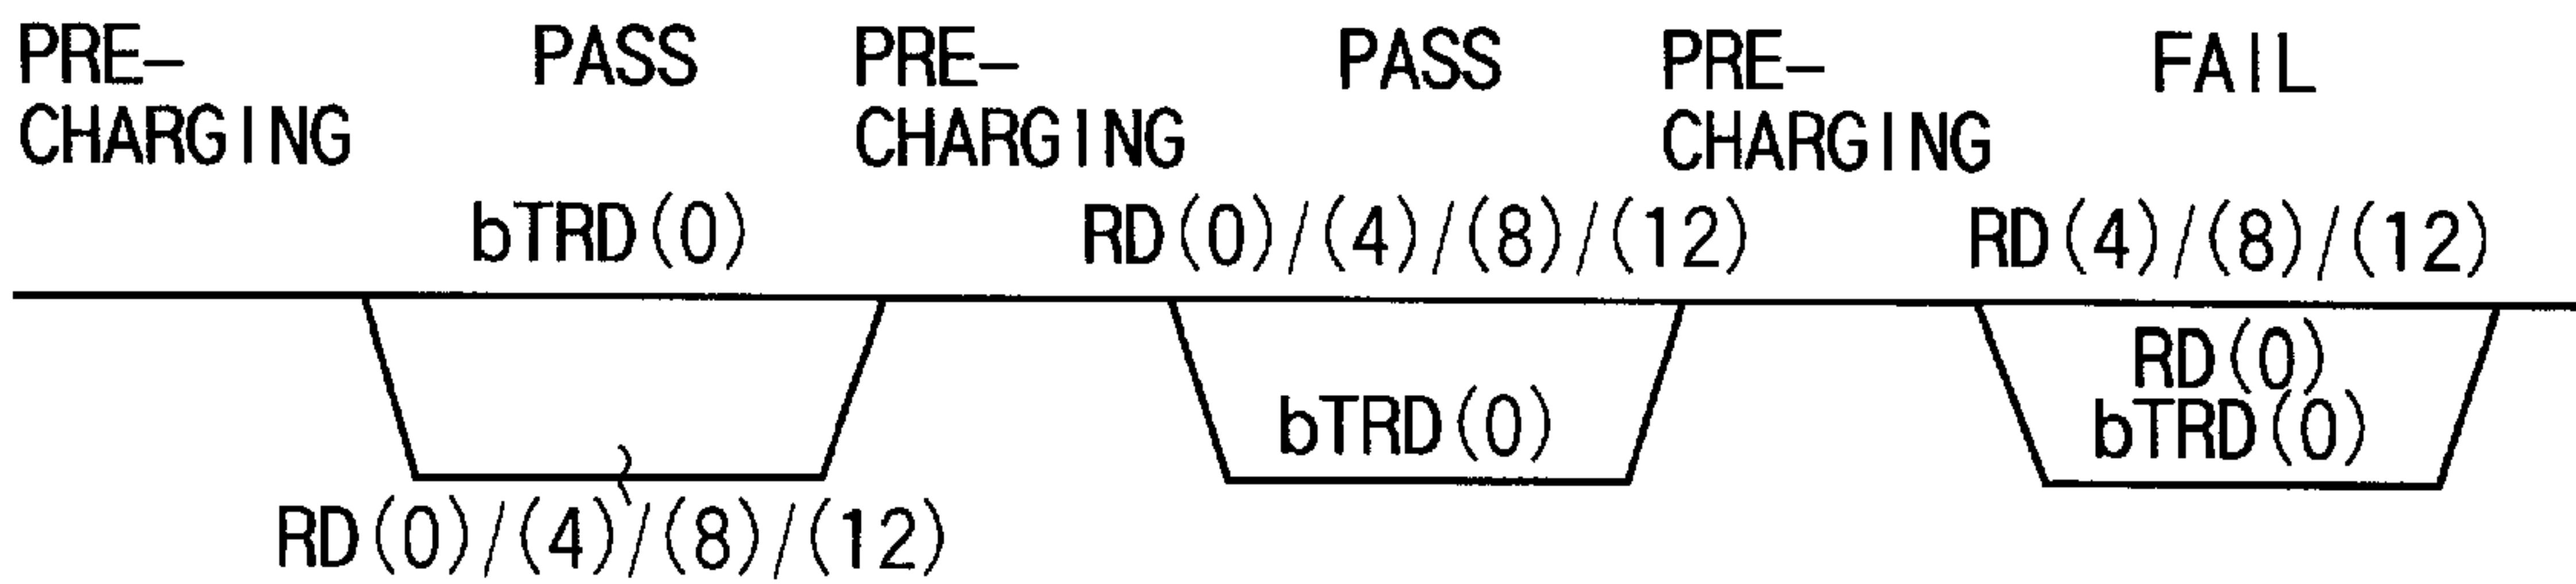 PRE- PASS PRE- PASS PRE- FAIL
CHARGING CHARGING CHARGING
bTRD(0) RD(0)/(4)/(8)/(12) RD(4)/(8)/(12)
RD(0)
bTRD(0) bTRD(0)
RD(0)/(4)/(8)/(12)